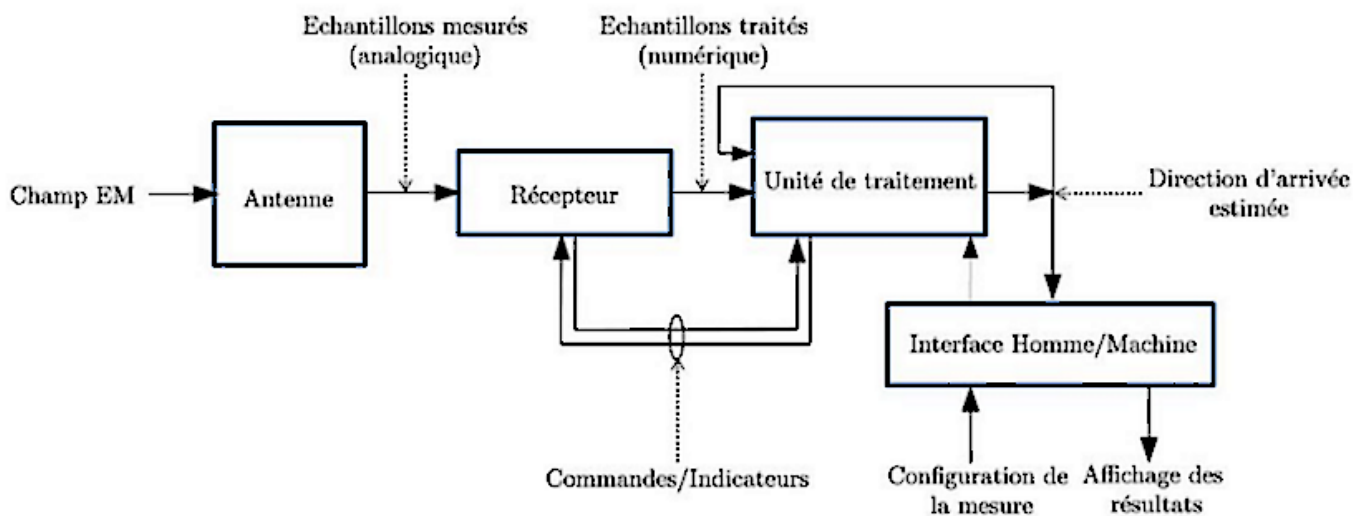 Echantillons mesurés
(analogique)
Echantillons traités
(numérique)
Champ EM
Antenne
Récepteur
Unité de traitement
Direction d'arrivée
estimée
Interface Homme/Machine
Commandes/Indicateurs
Configuration de
la mesure
Affichage des
résultats